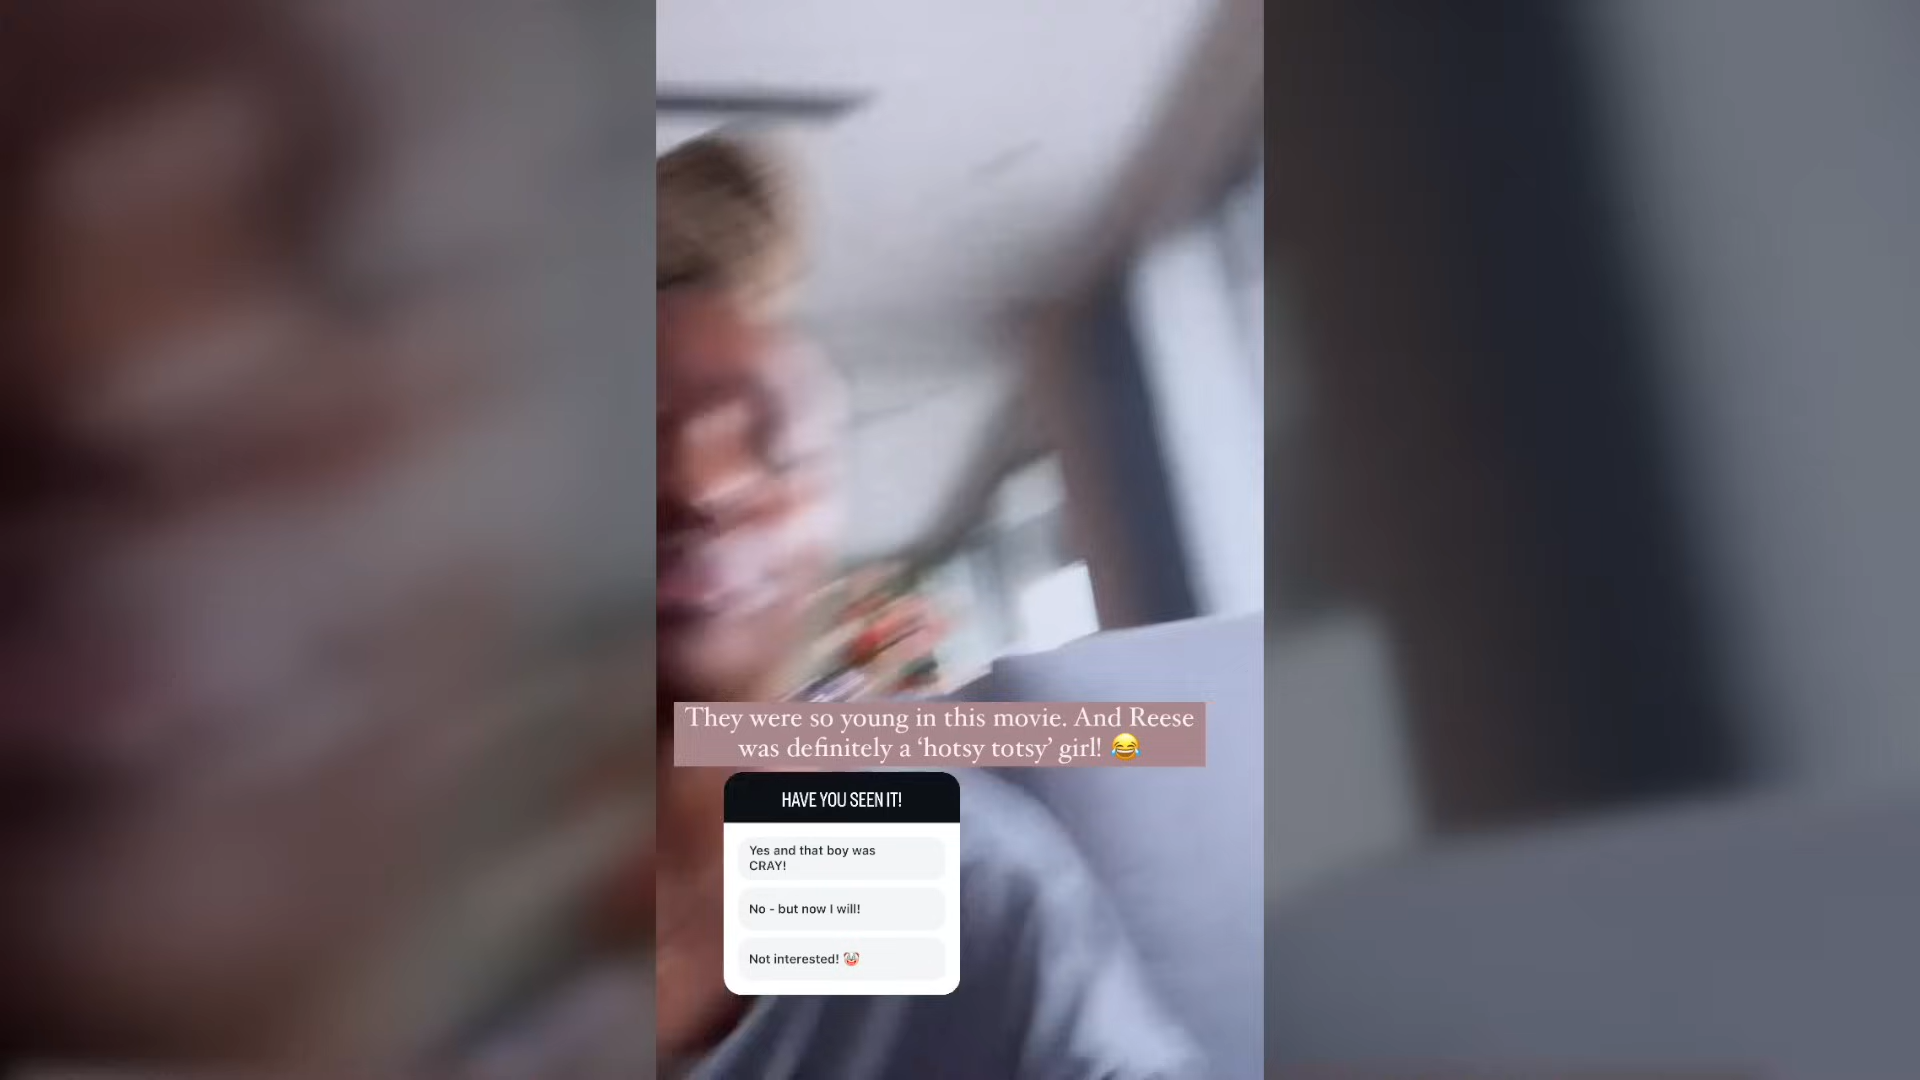 They were so young in this movie. And Reese
was definitely a ‘hotsy totsy’ girl! 😂
HAVE YOU SEEN IT!
Yes and that boy was
CRAY!
No - but now I will!
Not interested! 🤡